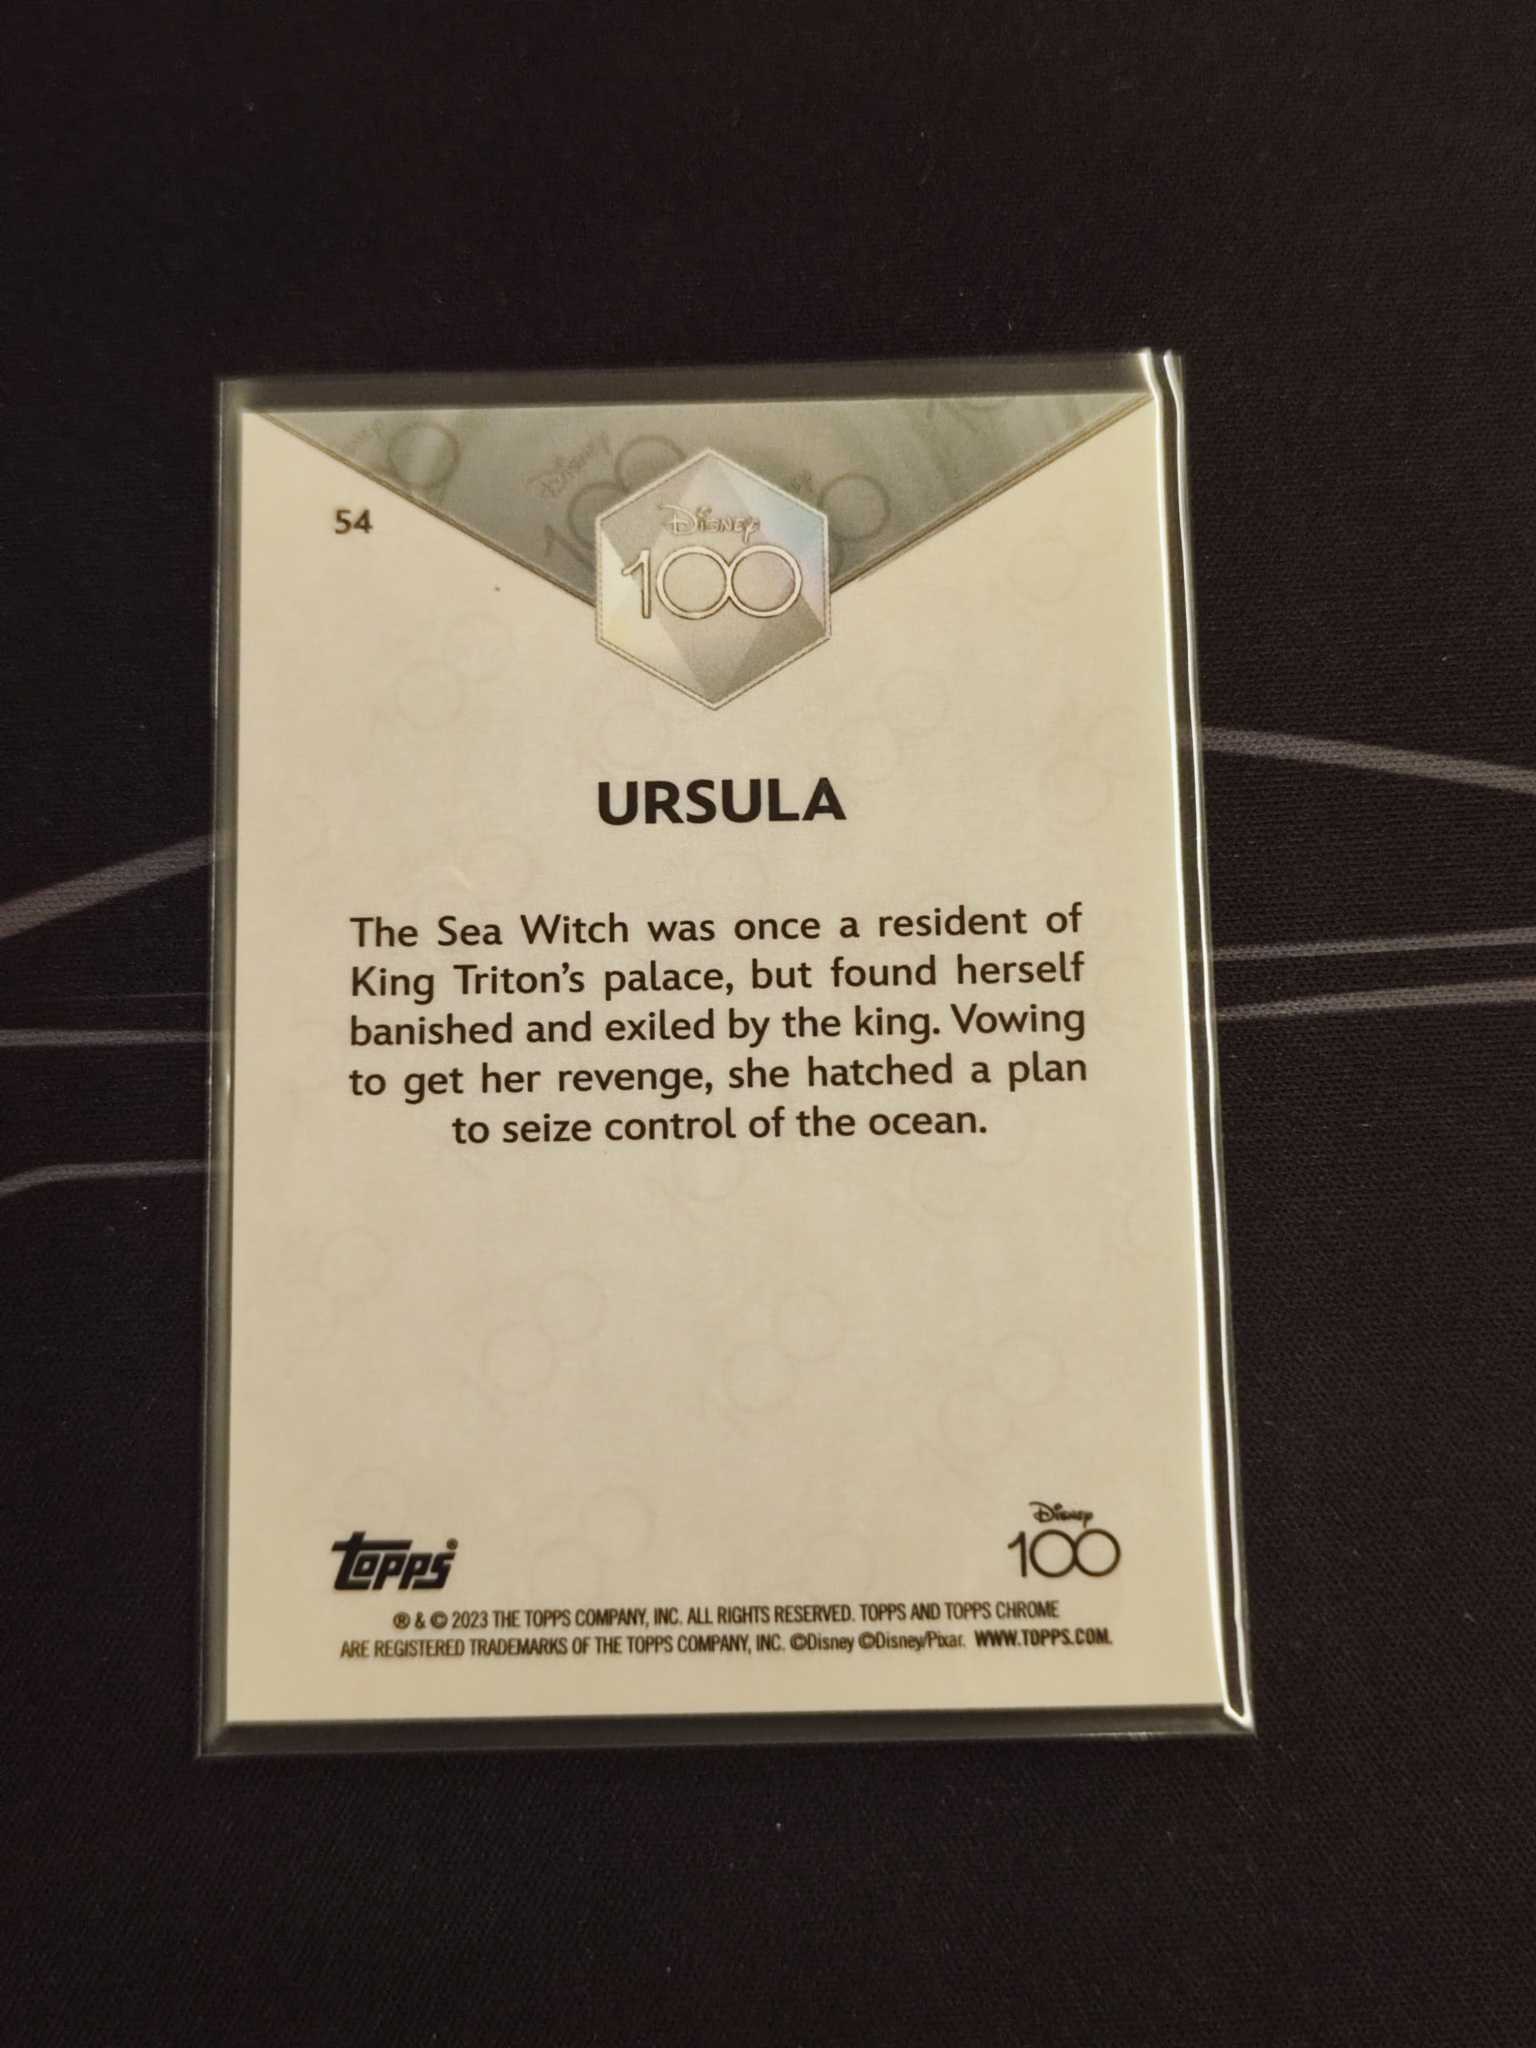 54
Disney
100
URSULA
The Sea Witch was once a resident of
King Triton's palace, but found herself
banished and exiled by the king. Vowing
to get her revenge, she hatched a plan
to seize control of the ocean.
topps®
Disney
100
® & © 2023 THE TOPPS COMPANY, INC. ALL RIGHTS RESERVED. TOPPS AND TOPPS CHROME
ARE REGISTERED TRADEMARKS OF THE TOPPS COMPANY, INC. ©Disney ©Disney/Pixar. WWW.TOPPS.COM.